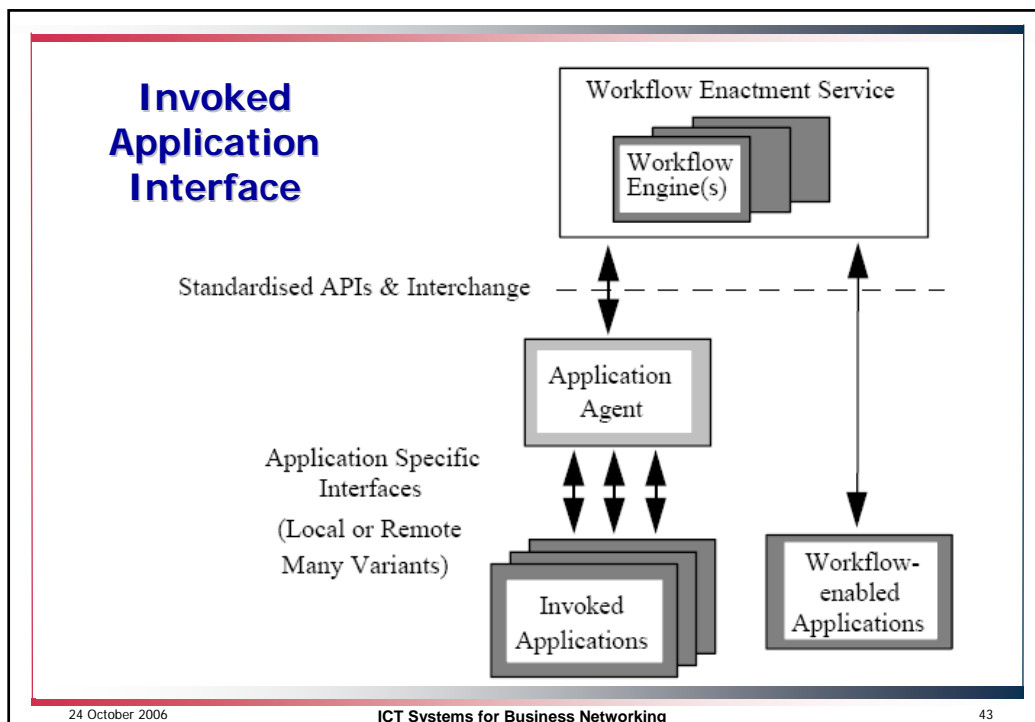 Invoked
Application
Interface
Workflow Enactment Service
Workflow
Engine(s)
Standardised APIs & Interchange
Application
Agent
Application Specific
Interfaces
(Local or Remote
Many Variants)
Invoked
Applications
Workflow-
enabled
Applications
24 October 2006
ICT Systems for Business Networking
43